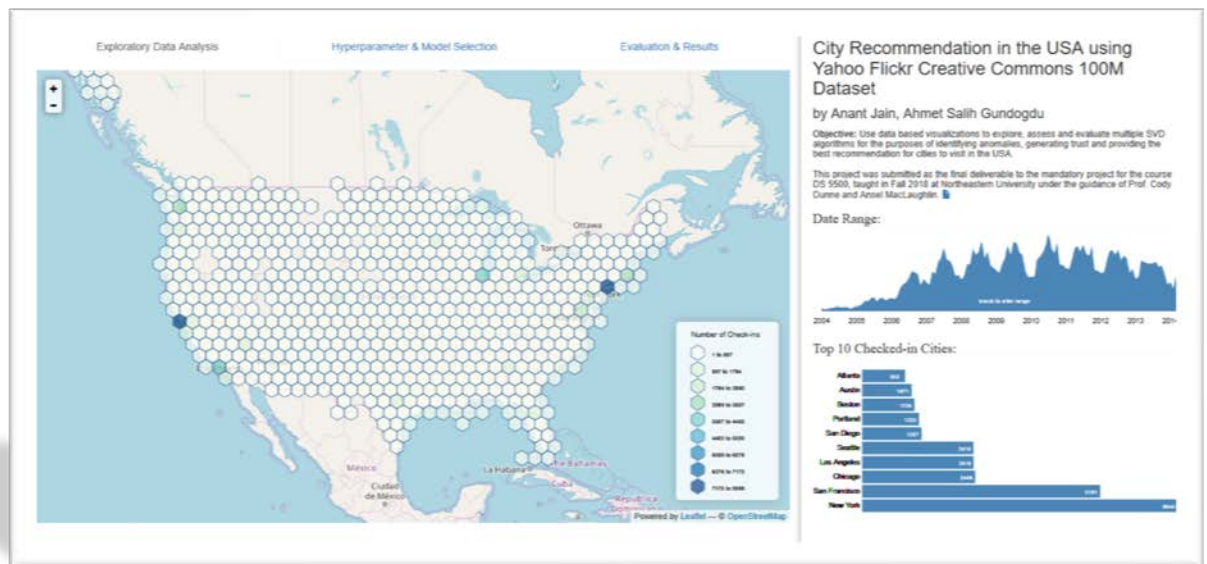 Exploratory Data Analysis
Hyperparameter & Model Selection
Evaluation & Results
+
−
Ottawa
La Habana
The Bahamas
Cuba
México
Ciudad
de México
Number of Check-ins
1 to 897
Powered by Leaflet — © OpenStreetMap
City Recommendation in the USA using
Yahoo Flickr Creative Commons 100M
Dataset
by Anant Jain, Ahmet Salih Gundogdu
Objective: Use data based visualizations to explore, assess and evaluate multiple SVD
algorithms for the purposes of identifying anomalies, generating trust and providing the
best recommendation for cities to visit in the USA.
This project was submitted as the final deliverable to the mandatory project for the course
DS 5500, taught in Fall 2018 at Northeastern University under the guidance of Prof. Cody
Dunne and Ansel MacLaughlin.
Date Range:
2004 2005 2006 2007 2008 2009 2010 2011 2012 2013 201
Top 10 Checked-in Cities:
Atlanta
Austin
Boston
Portland
San Diego
Seattle
Los Angeles
Chicago
San Francisco
New York